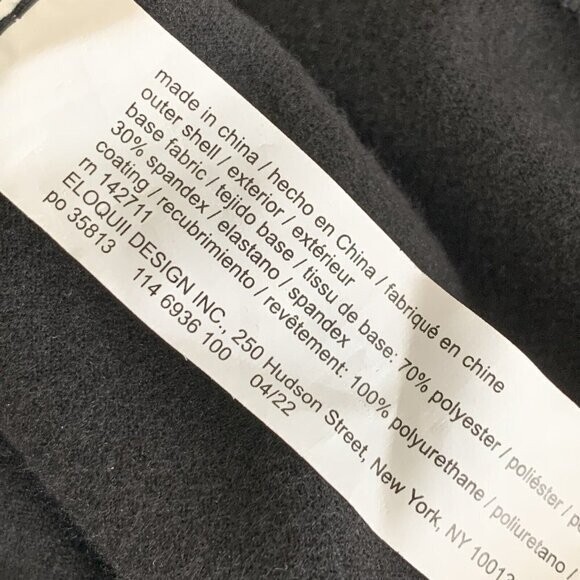 made in china / hecho en China / fabriqué en chine
outer shell / exterior / extérieur
base fabric / tejido base / tissu de base: 70% polyester / poliéster /
30% spandex / elastano / spandex
coating / recubrimiento / revêtement: 100% polyurethane / poliuretano /
rn 142711
ELOQUII DESIGN INC., 250 Hudson Street, New York, NY 10013
po 35813
114 6936 100
04/22